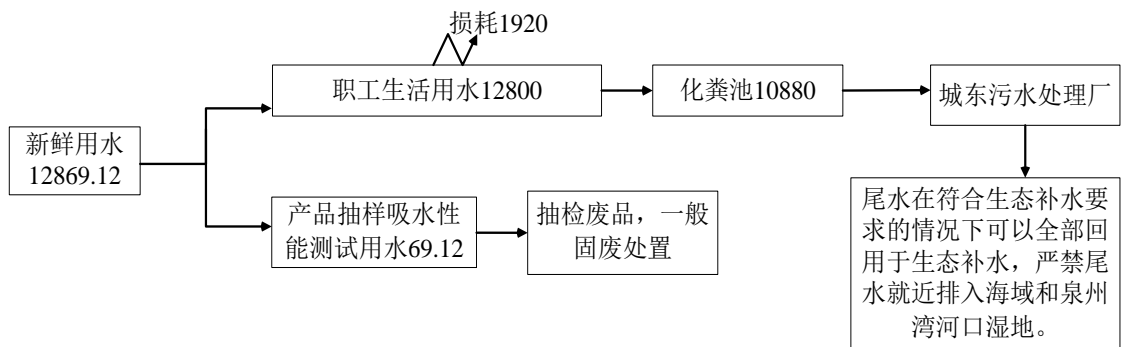 损耗1920
职工生活用水12800
化粪池10880
城东污水处理厂
新鲜用水
12869.12
产品抽样吸水性
能测试用水69.12
抽检废品，一般
固废处置
尾水在符合生态补水要
求的情况下可以全部回
用于生态补水，严禁尾
水就近排入海域和泉州
湾河口湿地。